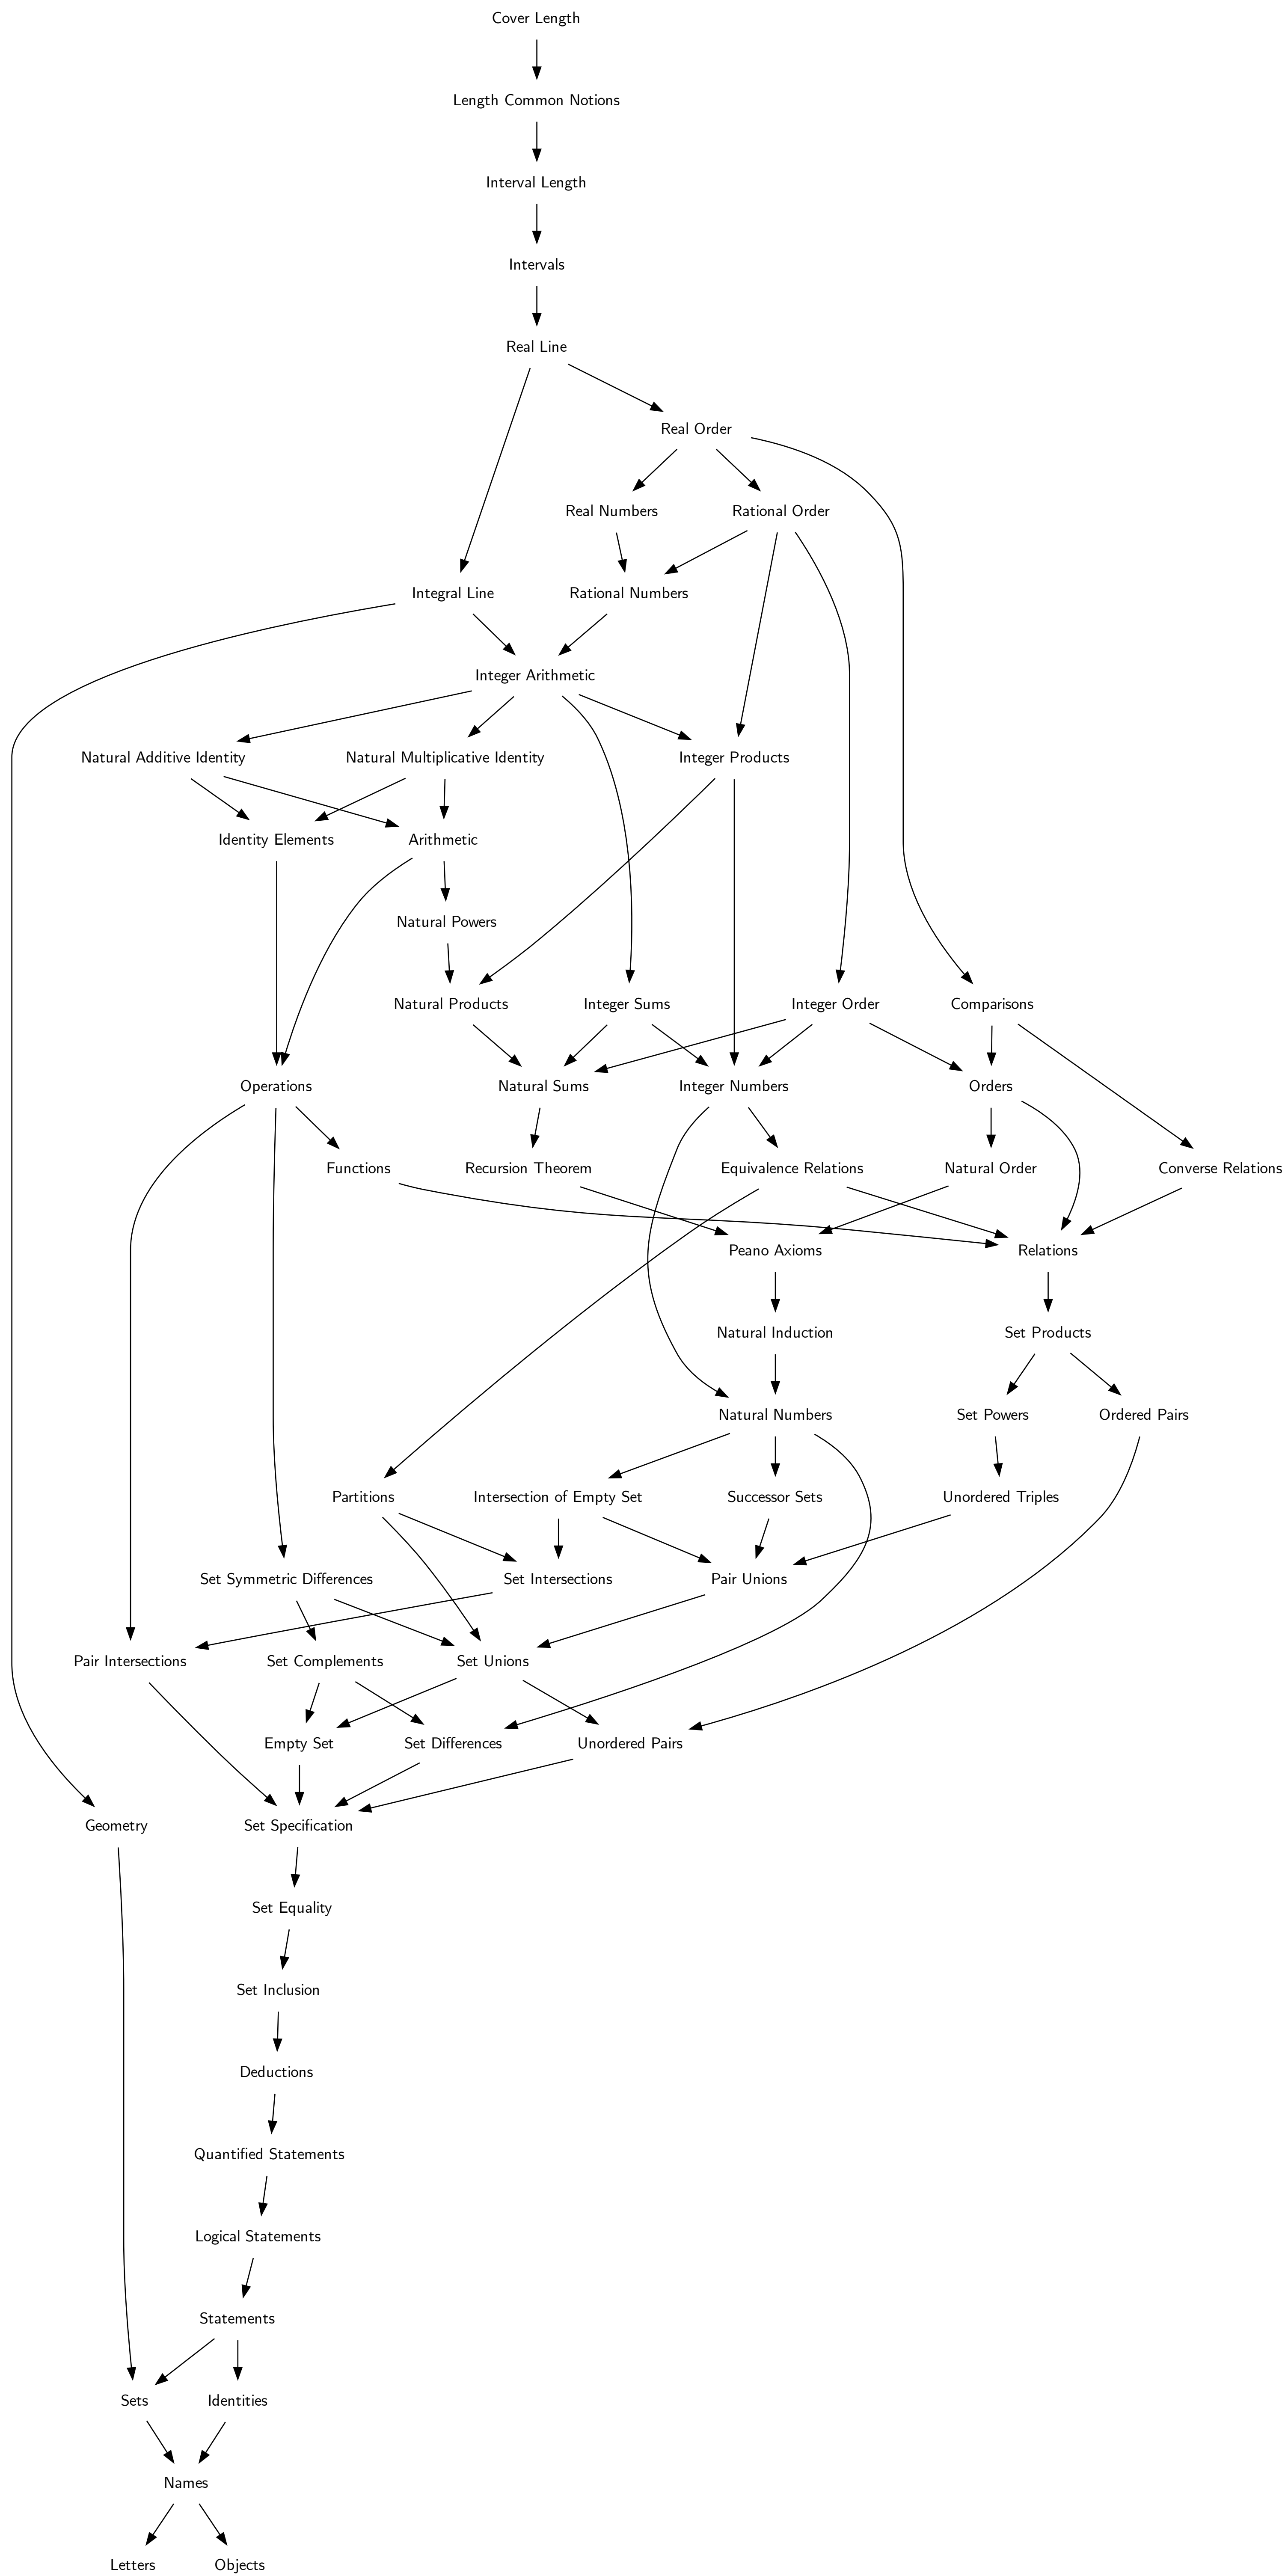 Cover Length
Length Common Notions
Interval Length
Intervals
Real Line
Real Order
Real Numbers
Rational Order
Integral Line
Rational Numbers
Integer Arithmetic
Natural Additive Identity
Natural Multiplicative Identity
Integer Products
Identity Elements
Arithmetic
Natural Powers
Natural Products
Integer Sums
Integer Order
Comparisons
Operations
Natural Sums
Integer Numbers
Orders
Functions
Recursion Theorem
Equivalence Relations
Natural Order
Converse Relations
Peano Axioms
Relations
Natural Induction
Set Products
Natural Numbers
Set Powers
Ordered Pairs
Partitions
Intersection of Empty Set
Successor Sets
Unordered Triples
Set Symmetric Differences
Set Intersections
Pair Unions
Pair Intersections
Set Complements
Set Unions
Empty Set
Set Differences
Unordered Pairs
Geometry
Set Specification
Set Equality
Set Inclusion
Deductions
Quantified Statements
Logical Statements
Statements
Sets
Identities
Names
Letters
Objects